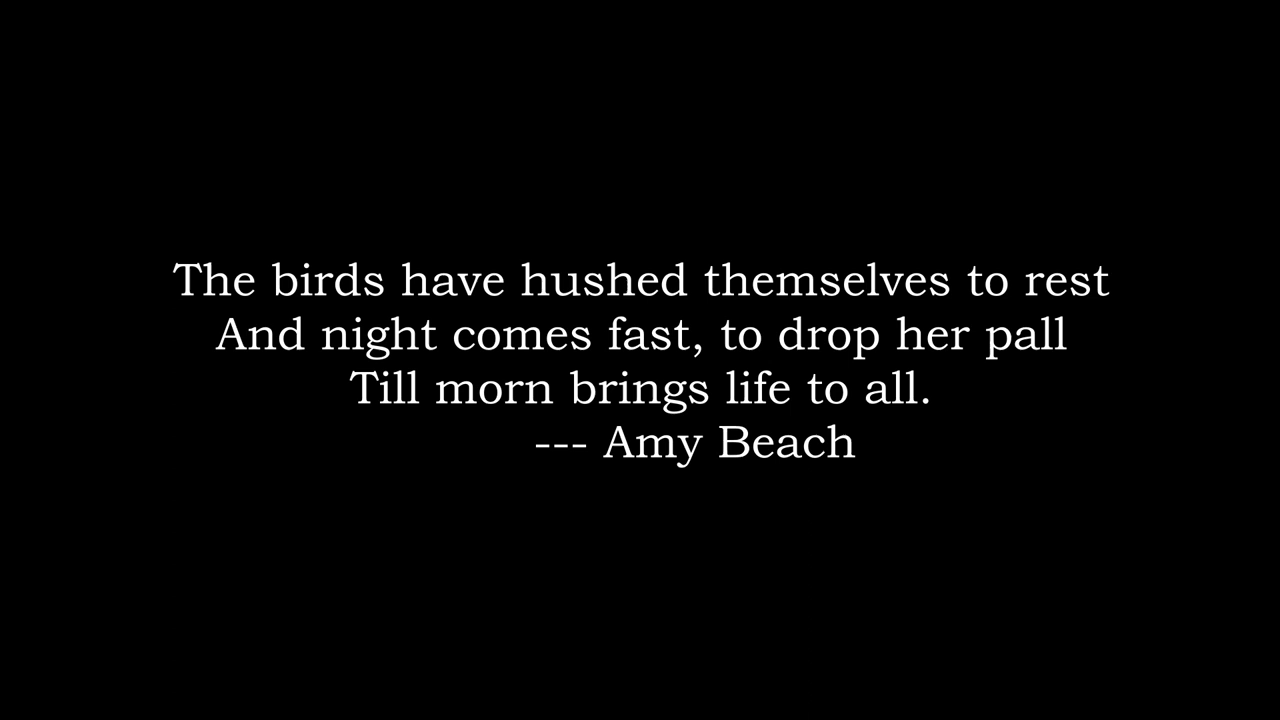 The birds have hushed themselves to rest
And night comes fast, to drop her pall
Till morn brings life to all.
--- Amy Beach